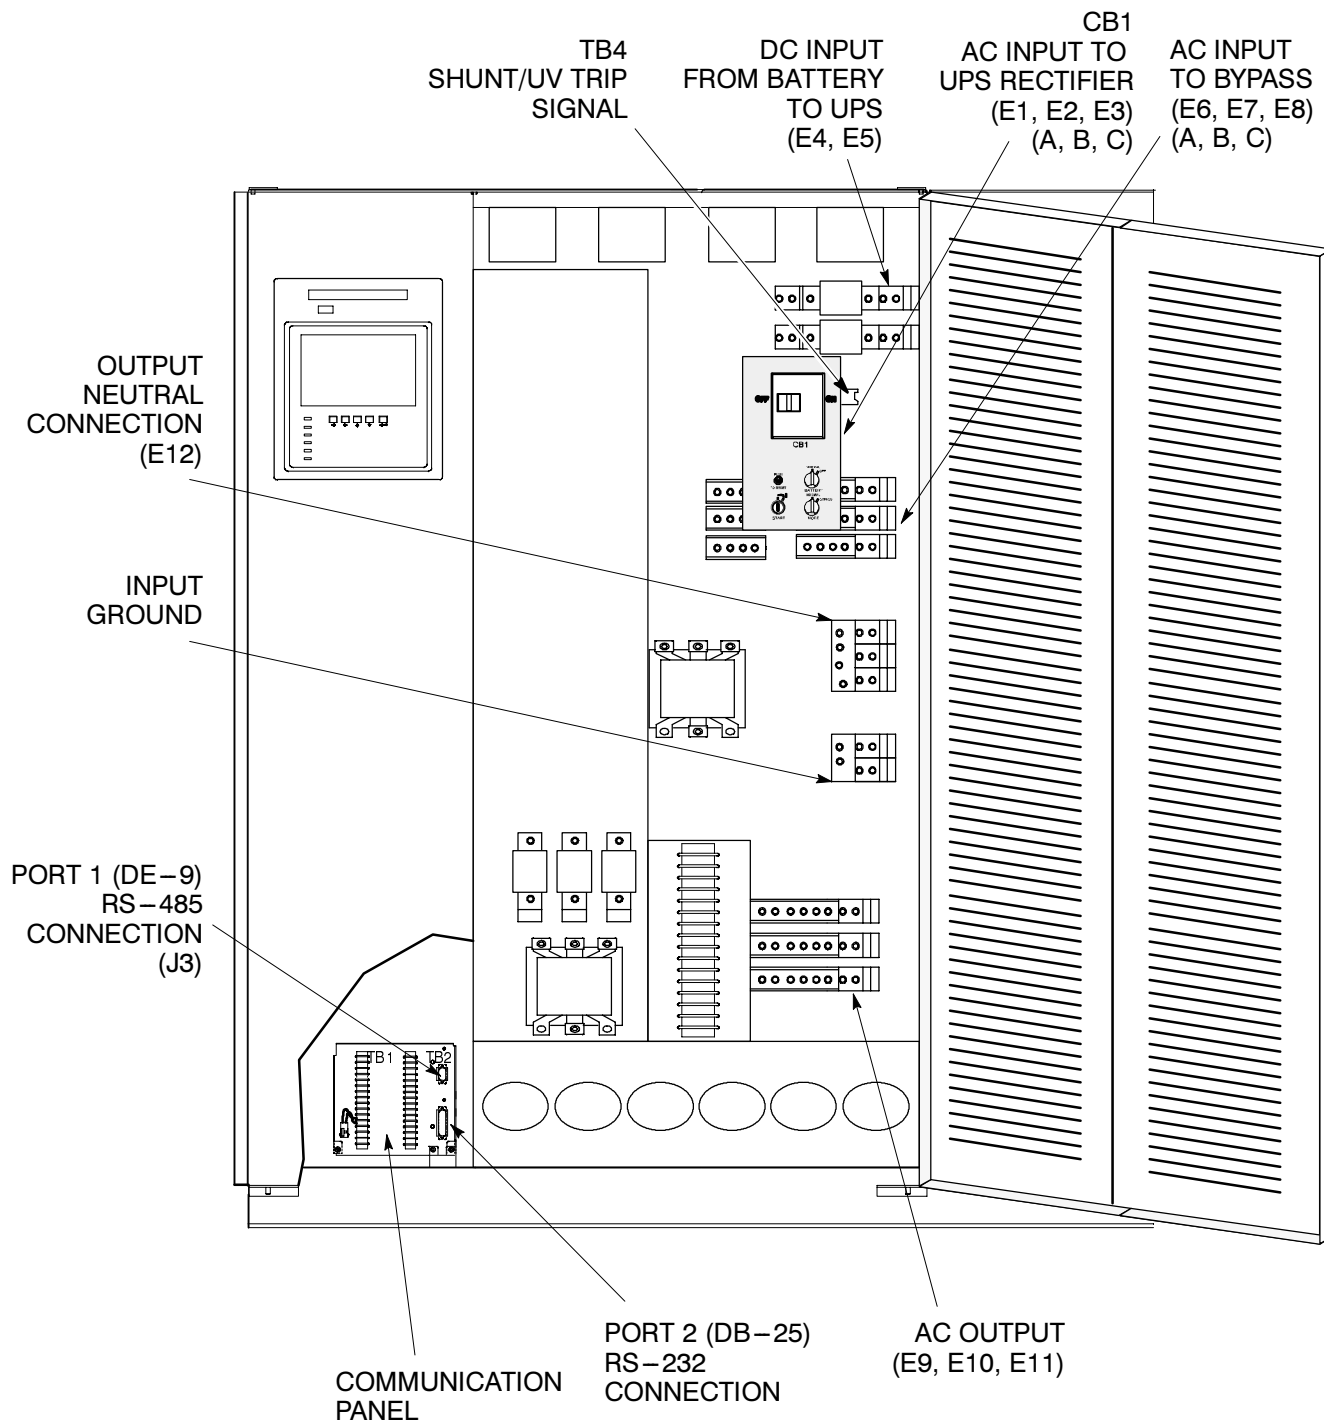 TB4
SHUNT/UV TRIP
SIGNAL
DC INPUT
FROM BATTERY
TO UPS
(E4, E5)
CB1
AC INPUT TO
UPS RECTIFIER
(E1, E2, E3)
(A, B, C)
AC INPUT
TO BYPASS
(E6, E7, E8)
(A, B, C)
OUTPUT
NEUTRAL
CONNECTION
(E12)
OFF
ON
CB1
BATTERY
START
INPUT
GROUND
PORT 1 (DE-9)
RS-485
CONNECTION
(J3)
TB1
TB2
PORT 2 (DB-25)
RS-232
CONNECTION
AC OUTPUT
(E9, E10, E11)
COMMUNICATION
PANEL